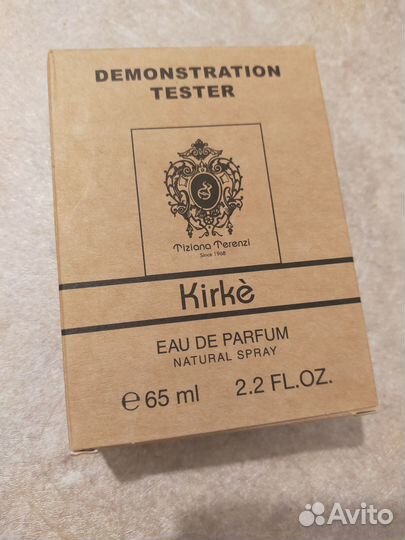 DEMONSTRATION
TESTER
Tiziana Terenzi
Since 1968
Kirkè
EAU DE PARFUM
NATURAL SPRAY
℮ 65 ml 2.2 FL.OZ.
Avito